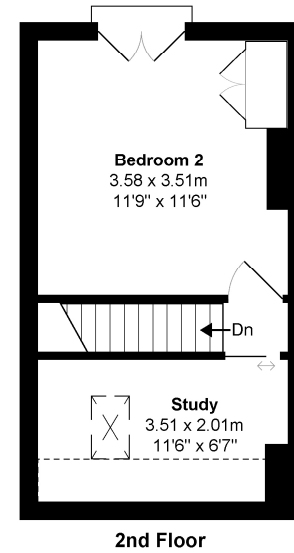 Bedroom 2
3.58 x 3.51m
11'9" x 11'6"
Dn
Study
3.51 x 2.01m
11'6" x 6'7"
2nd Floor